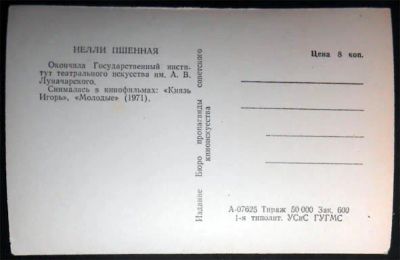 НЕЛЛИ ПШЕННАЯ
Окончила Государственный инсти-
тут театрального искусства им. А. В.
Луначарского.
Снималась в кинофильмах: «Князь
Игорь», «Молодые» (1971).
Издание Бюро пропаганды советского
киноискусства
Цена 8 коп.
А-07625 Тираж 50 000 Зак. 600
1-я типолит. УСиС ГУГМС